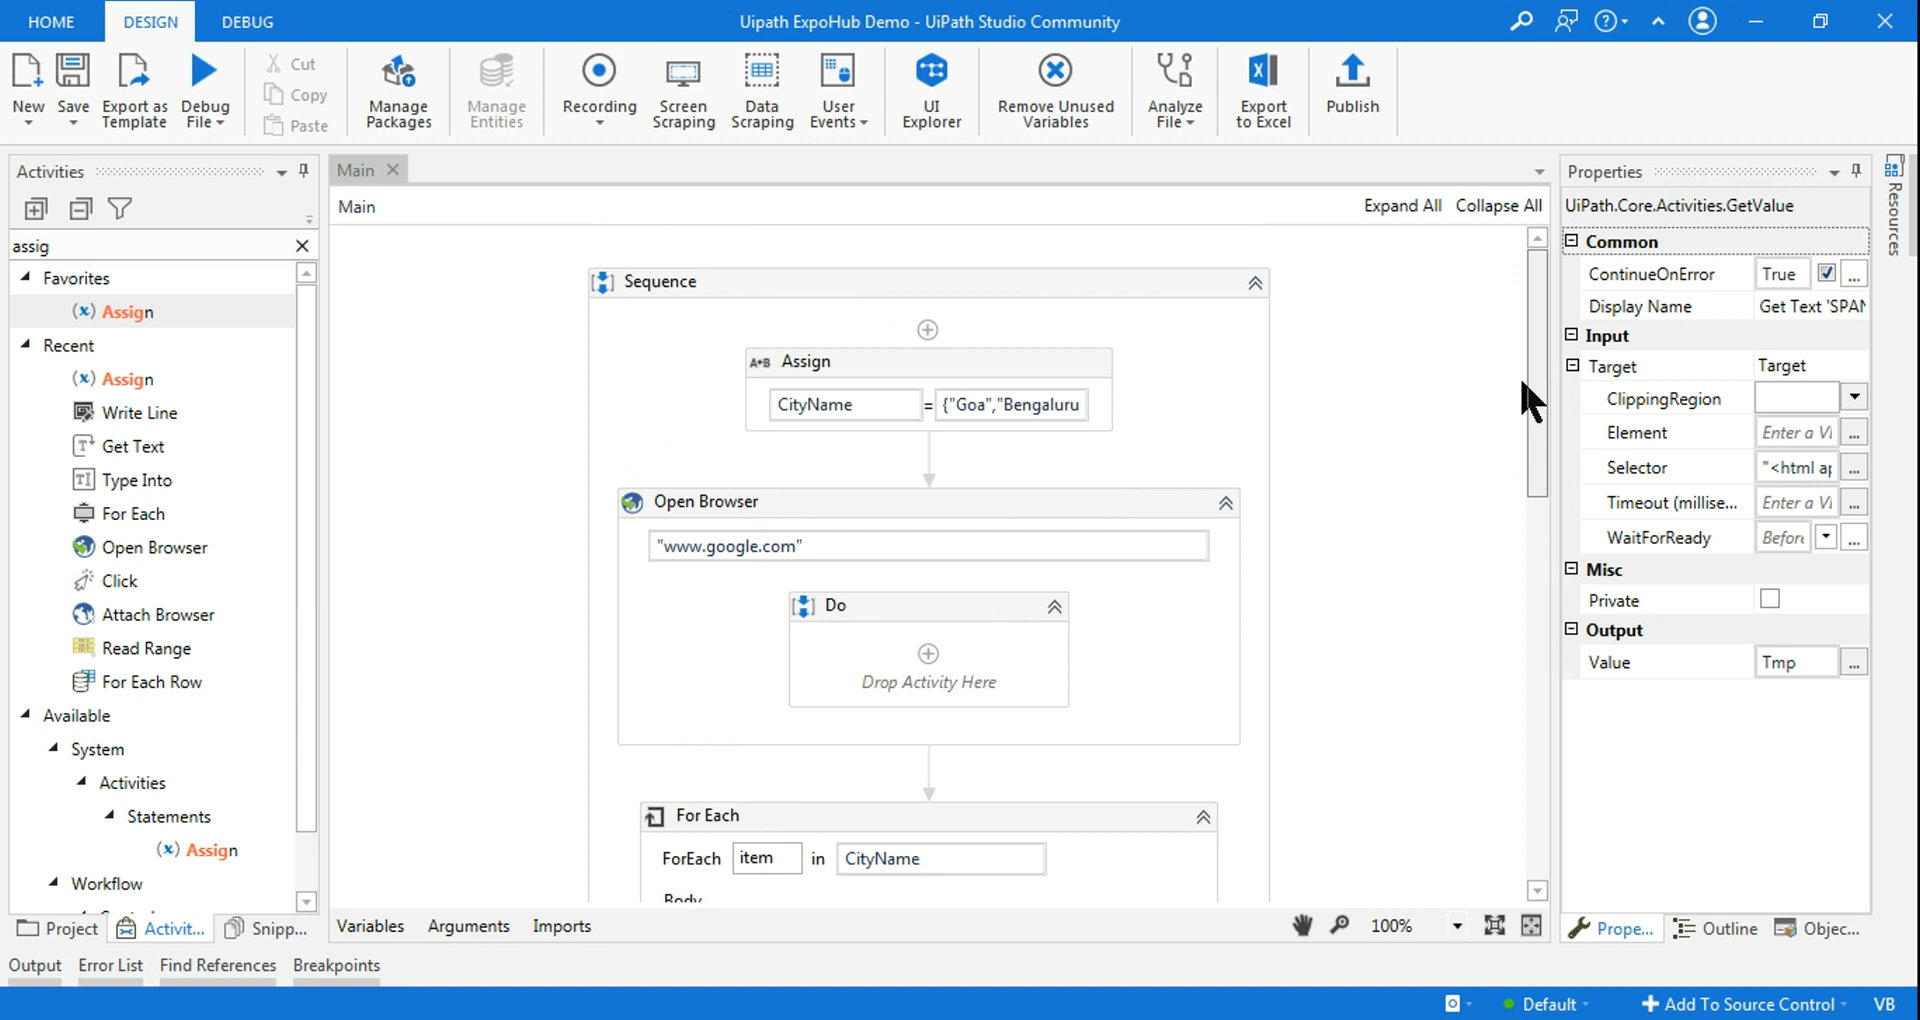 HOME DESIGN DEBUG Uipath ExpoHub Demo - UiPath Studio Community
New Save Export as Template Debug File Cut Copy Paste Manage Packages Manage Entities Recording Screen Scraping Data Scraping User Events UI Explorer Remove Unused Variables Analyze File Export to Excel Publish
Activities
assig
Favorites
(x) Assign
Recent
(x) Assign
Write Line
Get Text
Type Into
For Each
Open Browser
Click
Attach Browser
Read Range
For Each Row
Available
System
Activities
Statements
(x) Assign
Workflow
Project Activit... Snipp...
Main
Main Expand All Collapse All
Sequence
A+B Assign
CityName = {"Goa","Bengaluru
Open Browser
"www.google.com"
Do
Drop Activity Here
For Each
ForEach item in CityName
Body
Variables Arguments Imports 100%
Properties
UiPath.Core.Activities.GetValue
Common
ContinueOnError True ...
Display Name Get Text 'SPAN
Input
Target Target
ClippingRegion
Element Enter a VI ...
Selector "<html ap ...
Timeout (millise... Enter a VI ...
WaitForReady Before ...
Misc
Private
Output
Value Tmp ...
Prope... Outline Objec...
Resources
Output Error List Find References Breakpoints
Default Add To Source Control VB